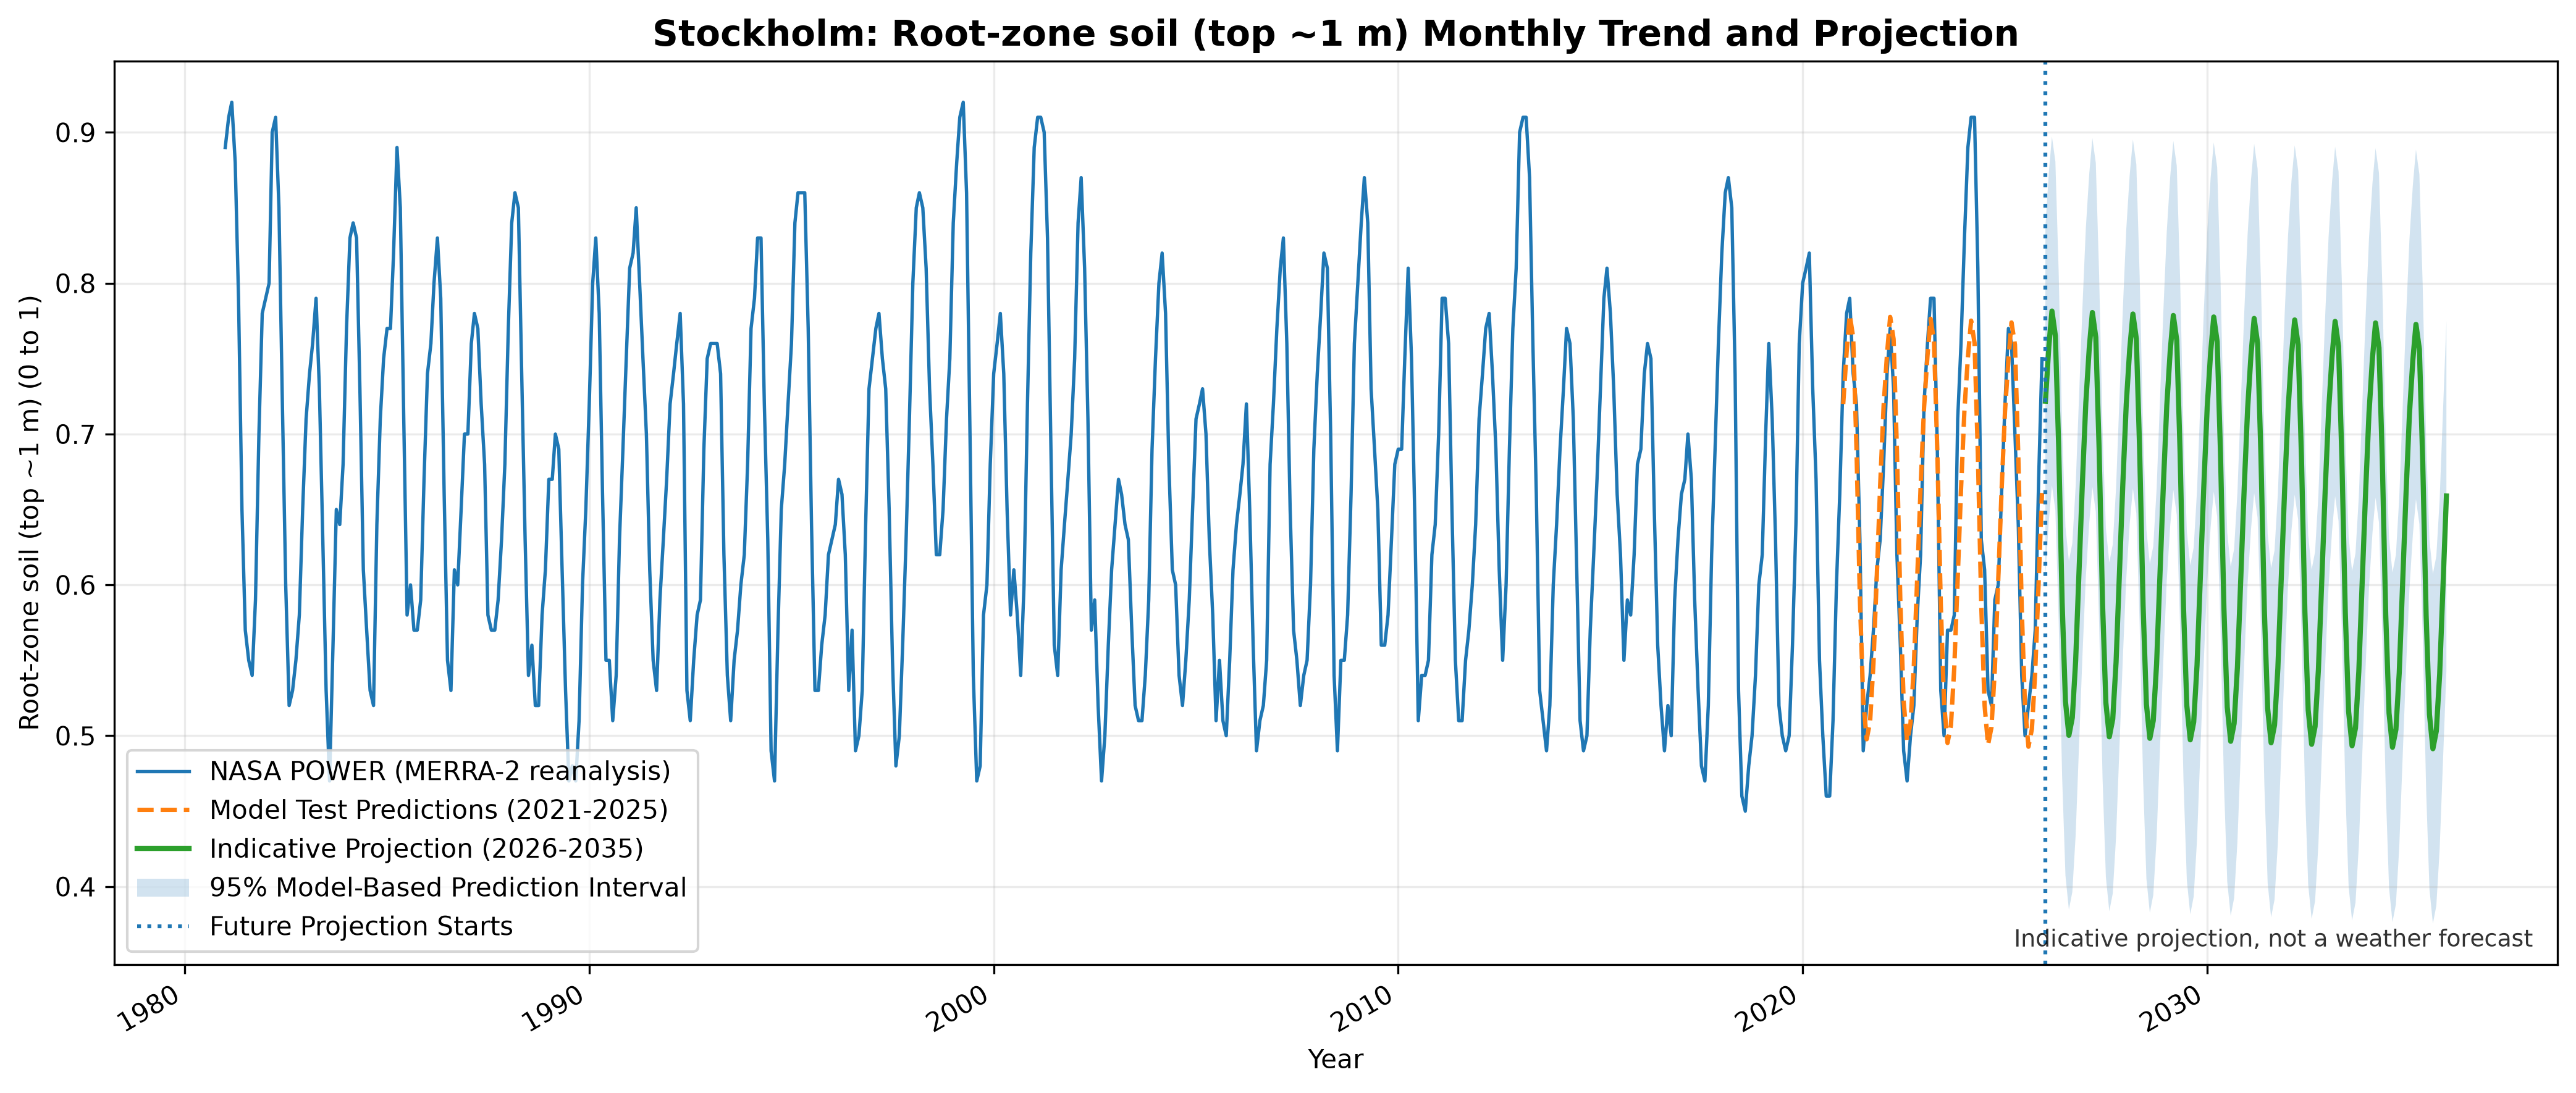 Stockholm: Root-zone soil (top ~1 m) Monthly Trend and Projection
Root-zone soil (top ~1 m) (0 to 1)
0.9
0.8
0.7
0.6
0.5
0.4
NASA POWER (MERRA-2 reanalysis)
Model Test Predictions (2021-2025)
Indicative Projection (2026-2035)
95% Model-Based Prediction Interval
Future Projection Starts
Indicative projection, not a weather forecast
1980
1990
2000
2010
2020
2030
Year